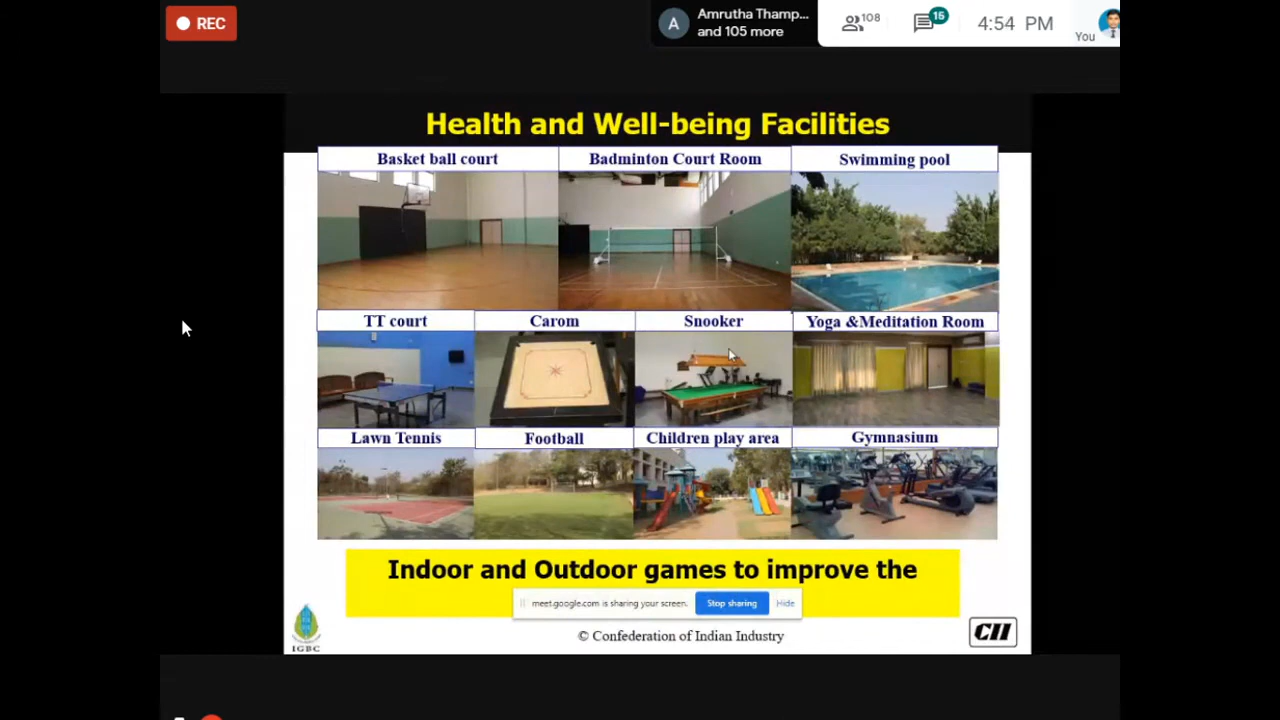 REC
A
Amrutha Thamp...
and 105 more
108
15
4:54 PM
You
Health and Well-being Facilities
Basket ball court
Badminton Court Room
Swimming pool
TT court
Carom
Snooker
Yoga &Meditation Room
Lawn Tennis
Football
Children play area
Gymnasium
Indoor and Outdoor games to improve the
meet.google.com is sharing your screen.
Stop sharing
Hide
IGBC
© Confederation of Indian Industry
CII